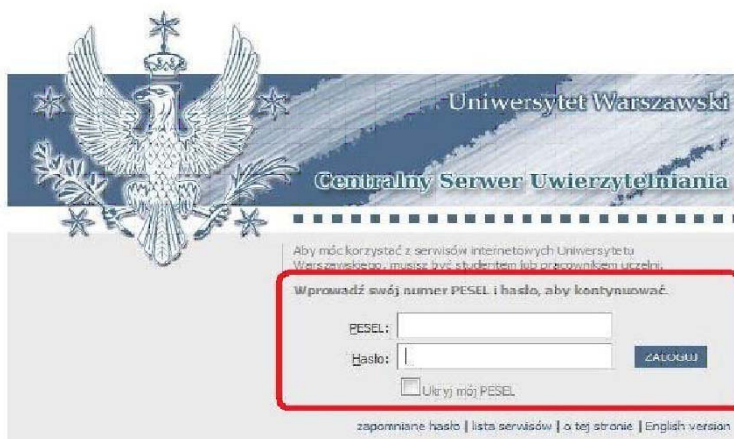 Uniwersytet Warszawski
Centralny Serwer Uwierzytelniania
Aby móc korzystać z serwisów internetowych Uniwersytetu
Warszawskiego, musisz być studentem lub pracownikiem uczelni.
Wprowadź swój numer PESEL i hasło, aby kontynuować.
PESEL:
Hasło:
ZALOGUJ
Ukryj mój PESEL
zapomniane hasło | lista serwisów | o tej stronie | English version